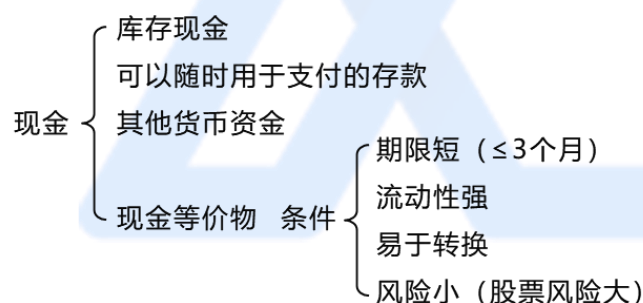 库存现金
可以随时用于支付的存款
现金
其他货币资金
期限短（≤3个月）
流动性强
现金等价物 条件
易于转换
风险小（股票风险大）